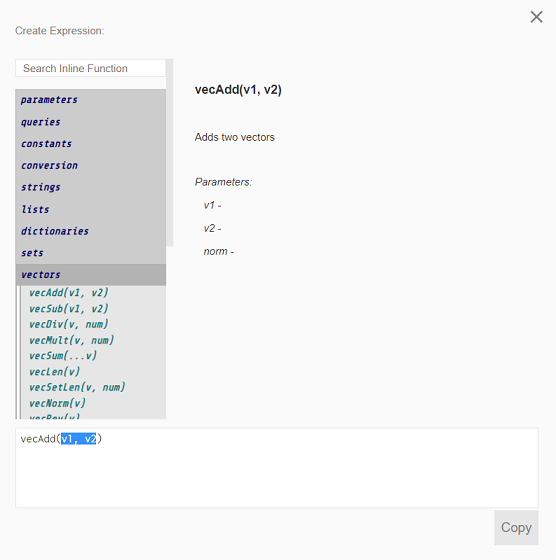 Create Expression:
Search Inline Function
parameters
queries
constants
conversion
strings
lists
dictionaries
sets
vectors
vecAdd(v1, v2)
vecSub(v1, v2)
vecDiv(v, num)
vecMult(v, num)
vecSum(...v)
vecLen(v)
vecSetLen(v, num)
vecNorm(v)
vecRev(v)
vecAdd(v1, v2)
Adds two vectors
Parameters:
v1 -
v2 -
norm -
vecAdd(v1, v2)
Copy